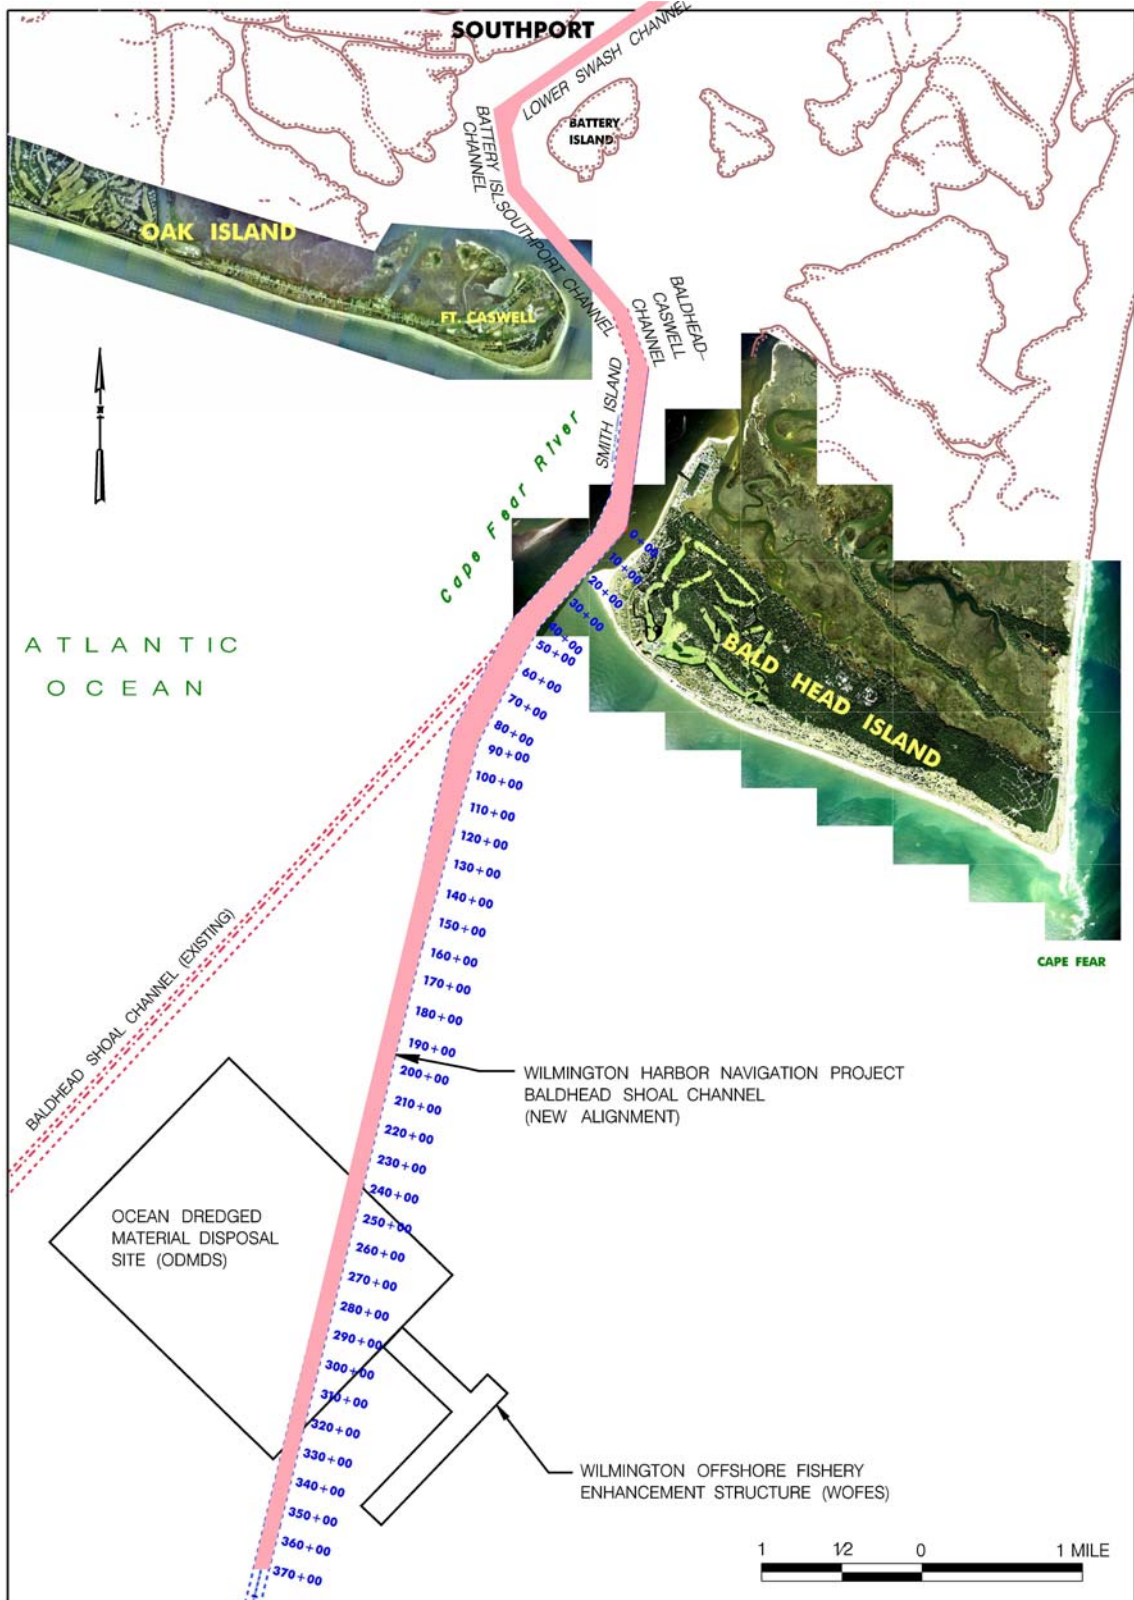 SOUTHPORT
LOWER SWASH CHANNEL
BATTERY
ISLAND
BATTERY ISL.
CHANNEL
SOUTHPORT CHANNEL
OAK ISLAND
FT. CASWELL
BALDHEAD-
CASWELL
CHANNEL
SMITH ISLAND
Cape Fear River
ATLANTIC
OCEAN
0+00
10+00
20+00
30+00
40+00
50+00
60+00
70+00
80+00
90+00
100+00
110+00
120+00
130+00
140+00
150+00
160+00
170+00
180+00
190+00
200+00
210+00
220+00
230+00
240+00
250+00
260+00
270+00
280+00
290+00
300+00
310+00
320+00
330+00
340+00
350+00
360+00
370+00
BALD HEAD ISLAND
CAPE FEAR
BALDHEAD SHOAL CHANNEL (EXISTING)
WILMINGTON HARBOR NAVIGATION PROJECT
BALDHEAD SHOAL CHANNEL
(NEW ALIGNMENT)
OCEAN DREDGED
MATERIAL DISPOSAL
SITE (ODMDS)
WILMINGTON OFFSHORE FISHERY
ENHANCEMENT STRUCTURE (WOFES)
1 1/2 0 1 MILE